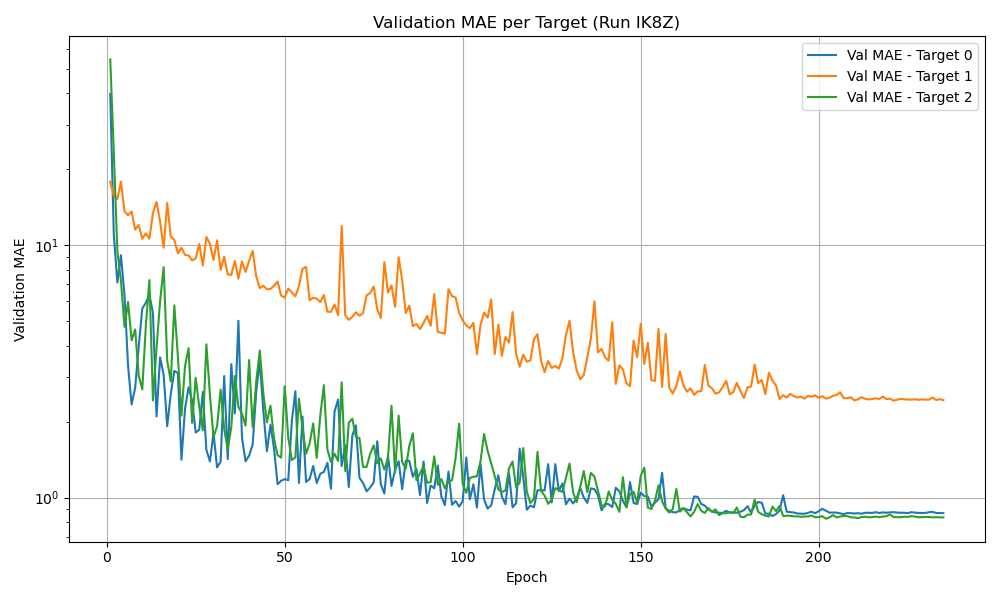 Validation MAE per Target (Run IK8Z)
Val MAE - Target 0
Val MAE - Target 1
Val MAE - Target 2
Validation MAE
10¹
10⁰
0 50 100 150 200
Epoch